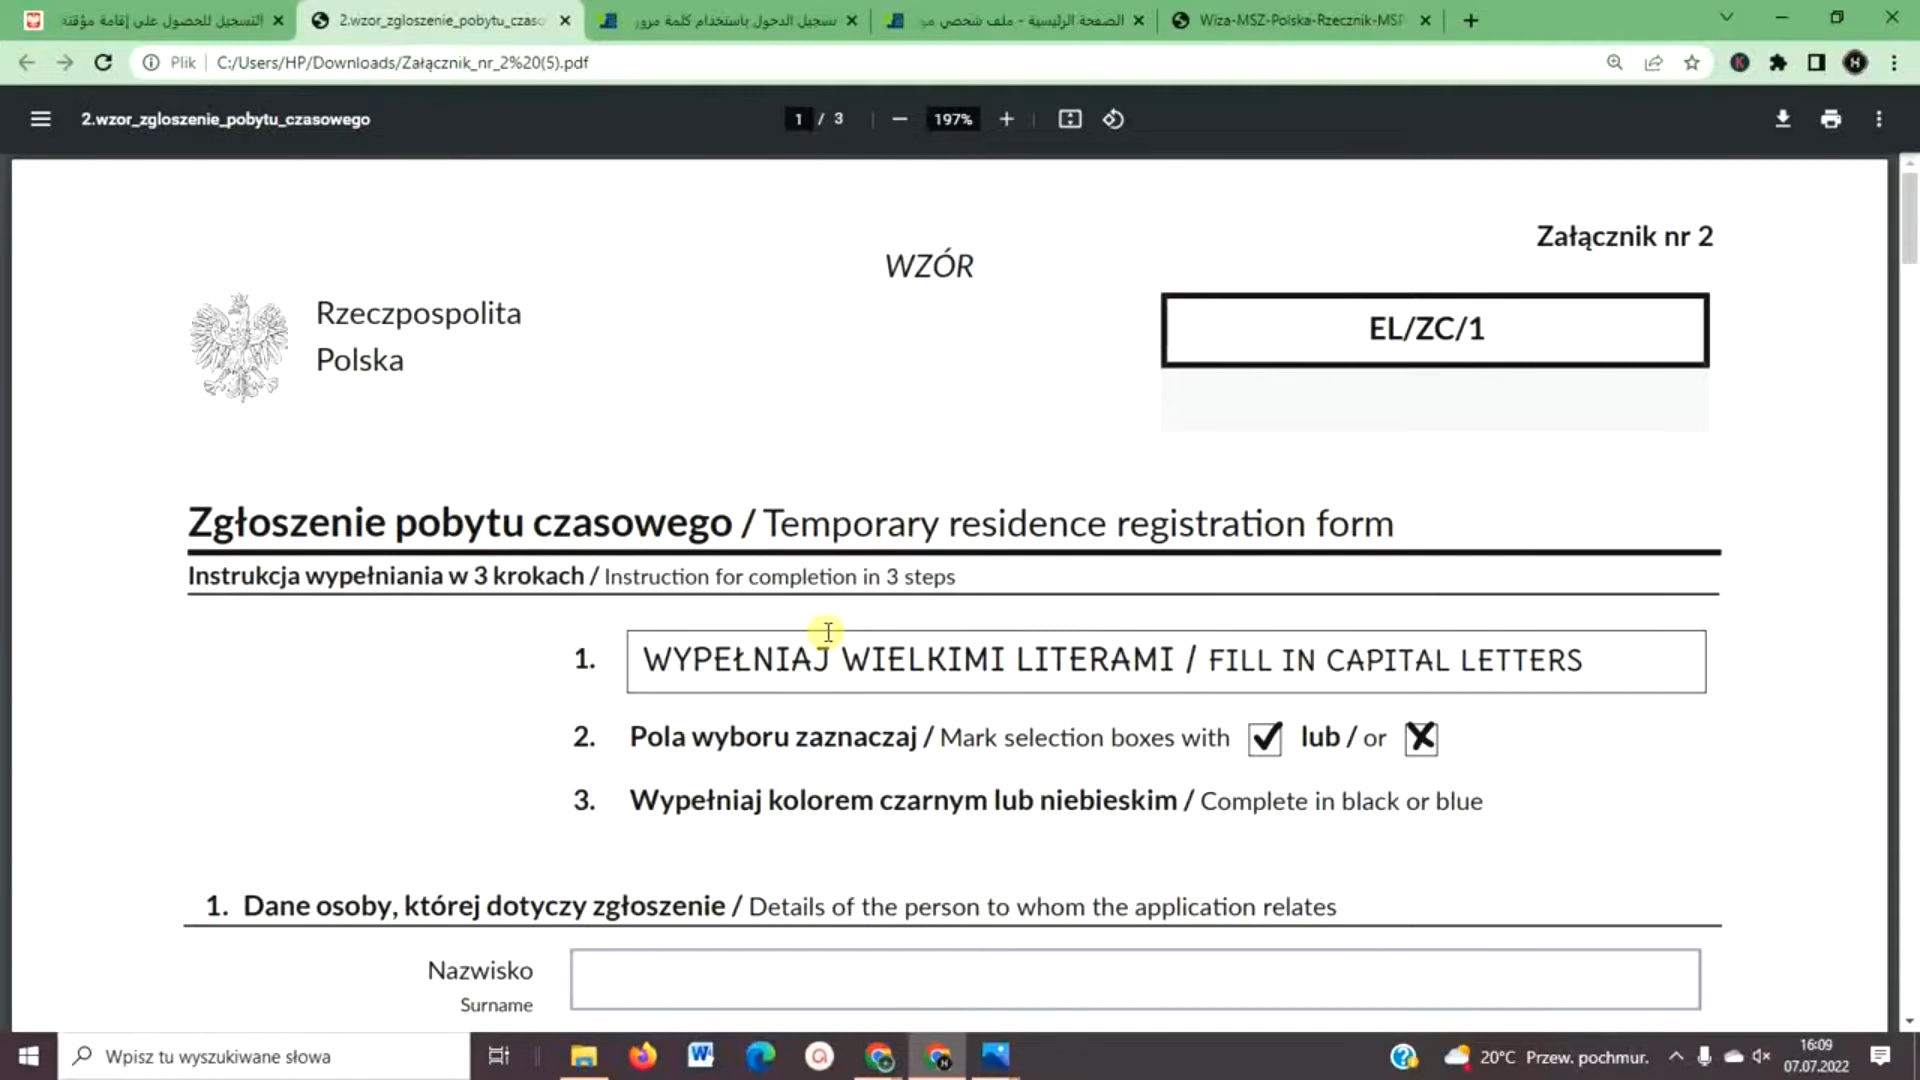 التسجيل للحصول على إقامة مؤقتة
2.wzor_zgloszenie_pobytu_czaso
تسجيل الدخول باستخدام كلمة مرور
الصفحة الرئيسية - ملف شخصي مو
Wiza-MSZ-Polska-Rzecznik-MSP
Plik
C:/Users/HP/Downloads/Załącznik_nr_2%20(5).pdf
2.wzor_zgloszenie_pobytu_czasowego
1 / 3
197%
Załącznik nr 2
WZÓR
Rzeczpospolita
Polska
EL/ZC/1
Zgłoszenie pobytu czasowego / Temporary residence registration form
Instrukcja wypełniania w 3 krokach / Instruction for completion in 3 steps
1. WYPEŁNIAJ WIELKIMI LITERAMI / FILL IN CAPITAL LETTERS
2. Pola wyboru zaznaczaj / Mark selection boxes with lub / or
3. Wypełniaj kolorem czarnym lub niebieskim / Complete in black or blue
1. Dane osoby, której dotyczy zgłoszenie / Details of the person to whom the application relates
Nazwisko
Surname
Wpisz tu wyszukiwane słowa
20°C Przew. pochmur.
16:09
07.07.2022